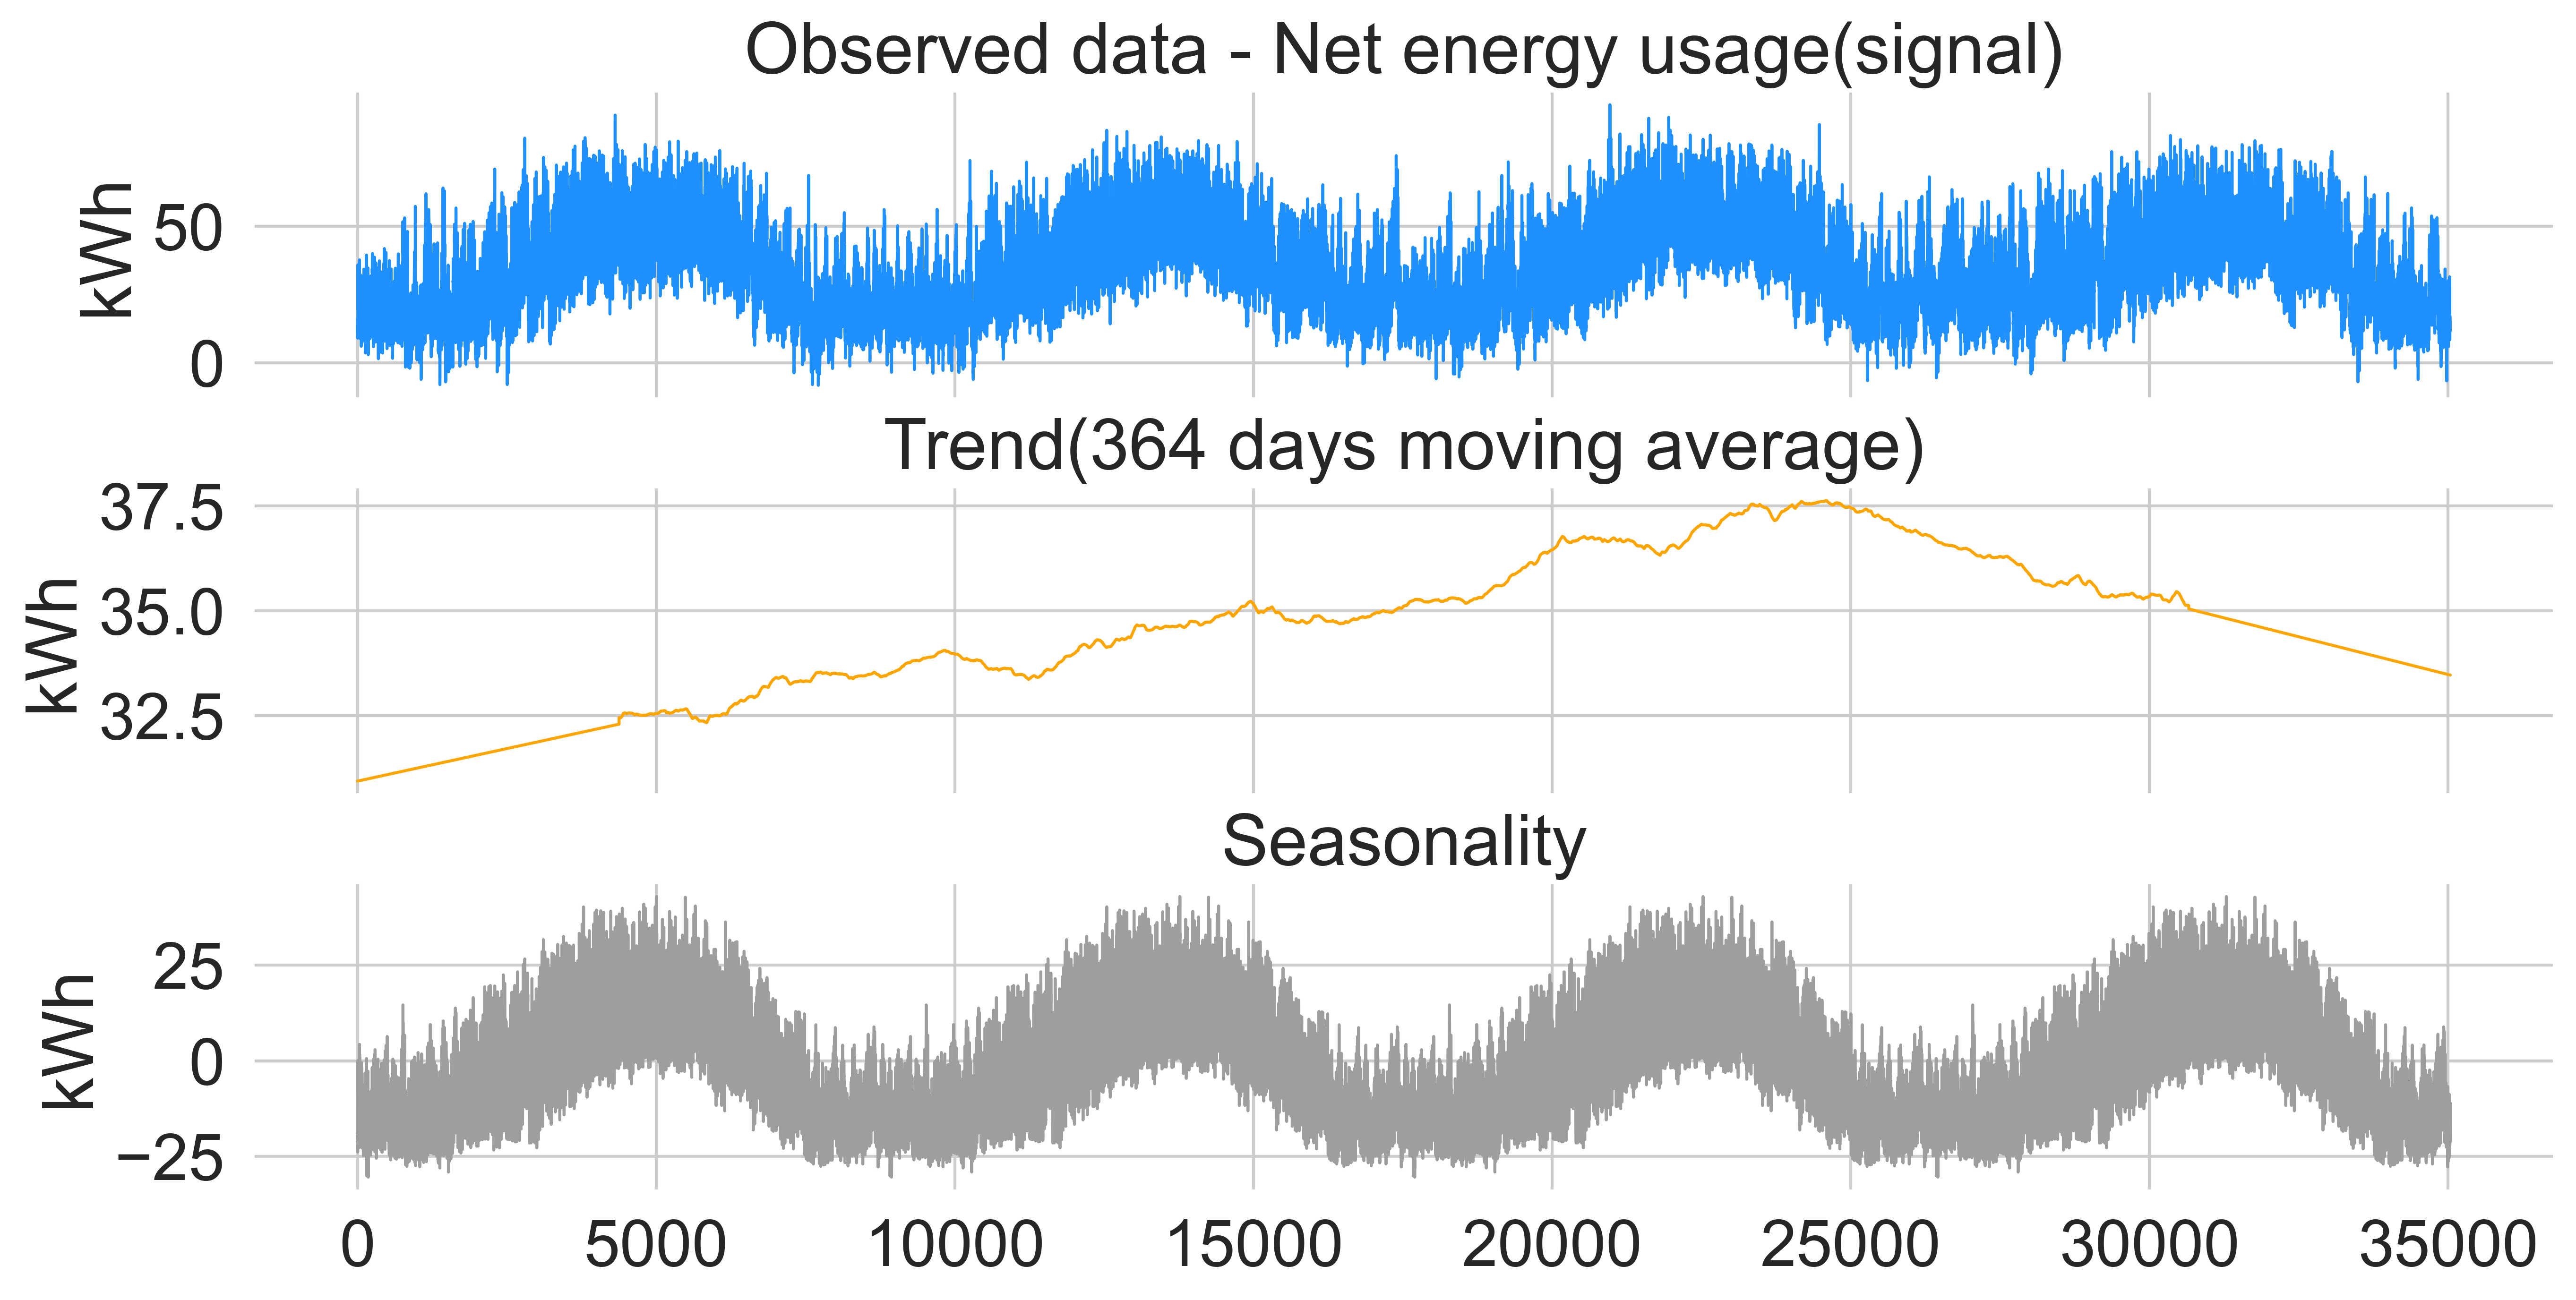 Observed data - Net energy usage(signal)
kWh
50
0
Trend(364 days moving average)
kWh
37.5
35.0
32.5
Seasonality
kWh
25
0
−25
0 5000 10000 15000 20000 25000 30000 35000